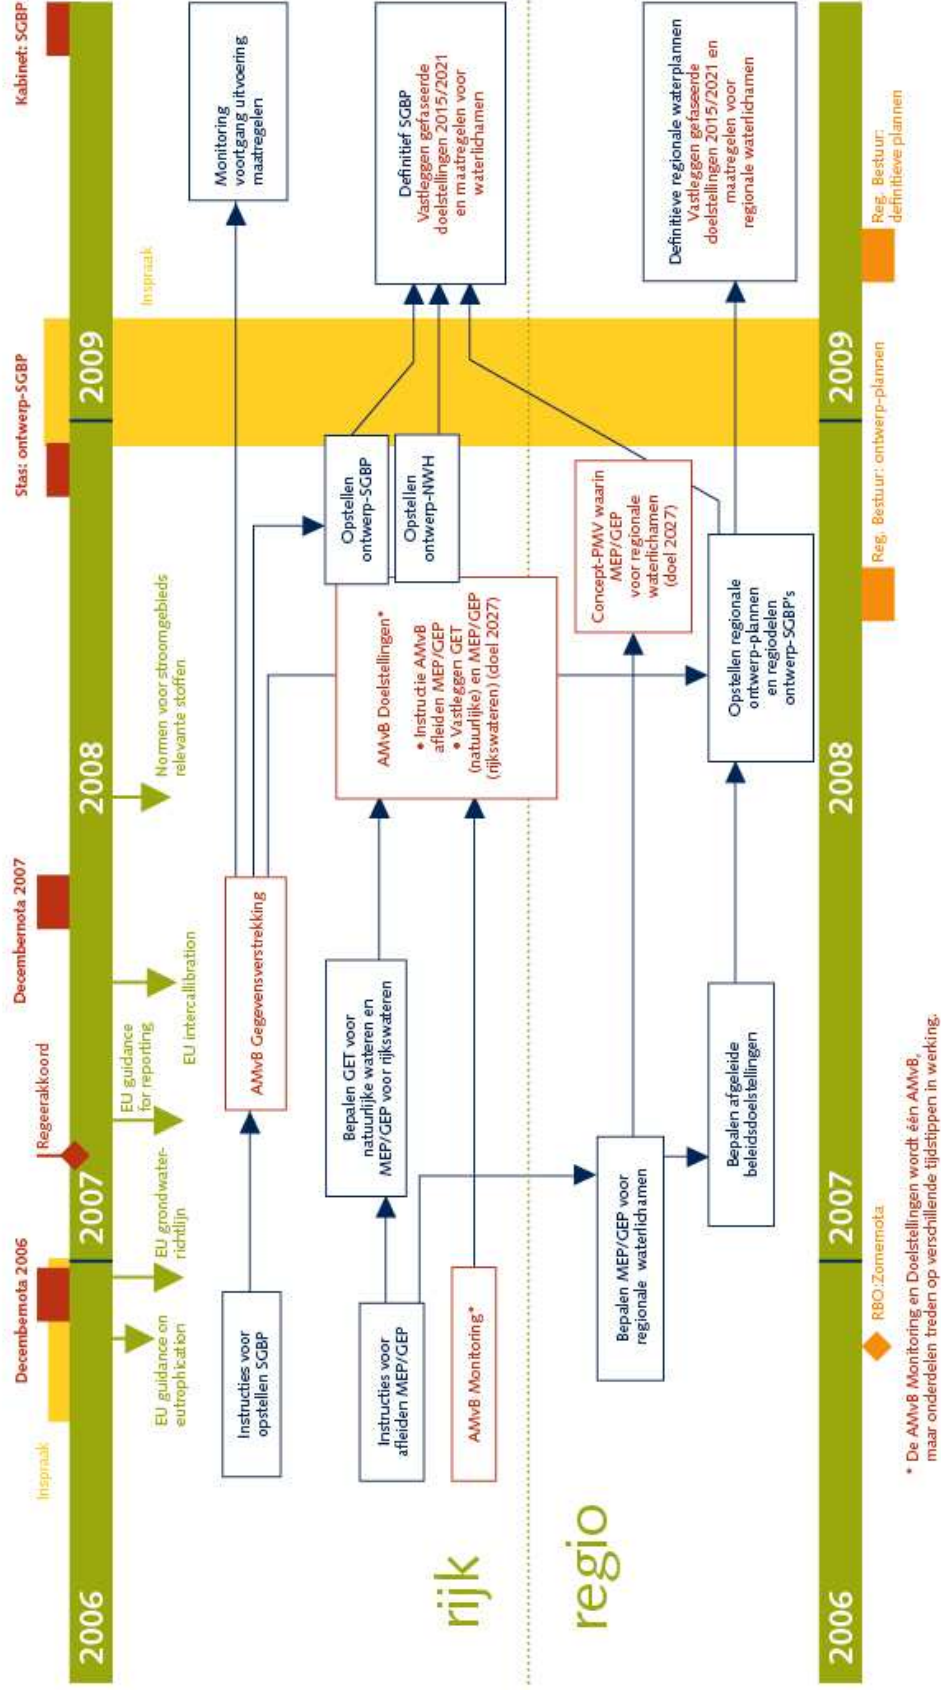 Inspraak
Decembernota 2006
Regeerakkoord
Decembernota 2007
Stas: ontwerp-SGBP
Kabinet: SGBP
2006
2007
2008
2009
EU guidance on
eutrophication
EU grondwater-
richtlijn
EU guidance
for reporting
EU intercallibration
Normen voor stroomgebieds
relevante stoffen
Inspraak
Instructies voor
opstellen SGBP
AMvB Gegevensverstrekking
Monitoring
voortgang uitvoering
maatregelen
Instructies voor
afleiden MEP/GEP
Bepalen GET voor
natuurlijke wateren en
MEP/GEP voor rijkswateren
AMvB Monitoring*
AMvB Doelstellingen*
• Instructie AMvB
afleiden MEP/GEP
• Vastleggen GET
(natuurlijke) en MEP/GEP
(rijkswateren) (doel 2027)
Opstellen
ontwerp-SGBP
Opstellen
ontwerp-NWH
Definitief SGBP
Vastleggen gefaseerde
doelstellingen 2015/2021
en maatregelen voor
waterlichamen
rijk
regio
Bepalen MEP/GEP voor
regionale waterlichamen
Bepalen afgeleide
beleidsdoelstellingen
Concept-PMV waarin
MEP/GEP
voor regionale
waterlichamen
(doel 2027)
Opstellen regionale
ontwerp-plannen
en regiodelen
ontwerp-SGBP's
Definitieve regionale waterplannen
Vastleggen gefaseerde
doelstellingen 2015/2021 en
maatregelen voor
regionale waterlichamen
2006
2007
2008
2009
RBO:Zomernota
Reg. Bestuur: ontwerp-plannen
Reg. Bestuur:
definitieve plannen
* De AMvB Monitoring en Doelstellingen wordt één AMvB,
maar onderdelen treden op verschillende tijdstippen in werking.